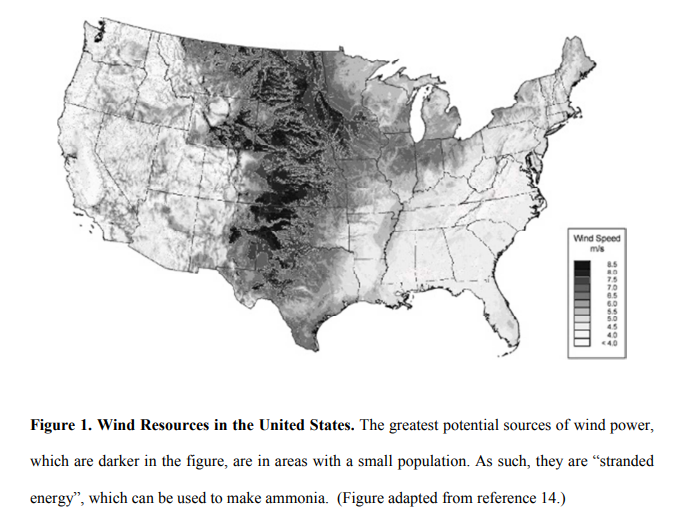 Wind Speed
m/s
8.5
8.0
7.5
7.0
6.5
6.0
5.5
5.0
4.5
4.0
< 4.0
Figure 1. Wind Resources in the United States. The greatest potential sources of wind power,
which are darker in the figure, are in areas with a small population. As such, they are “stranded
energy”, which can be used to make ammonia. (Figure adapted from reference 14.)